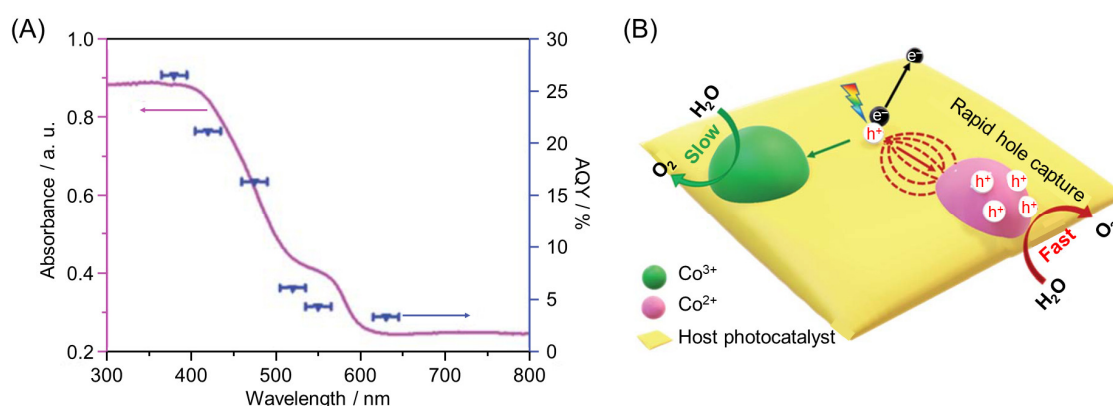 (A)
1.0
0.8
0.6
0.4
0.2
Absorbance / a. u.
30
25
20
15
10
5
0
AQY / %
300 400 500 600 700 800
Wavelength / nm
(B)
e⁻
e⁻
h⁺
H₂O
Slow
O₂
Rapid hole capture
h⁺
h⁺
h⁺
h⁺
O₂
Fast
H₂O
Co³⁺
Co²⁺
Host photocatalyst